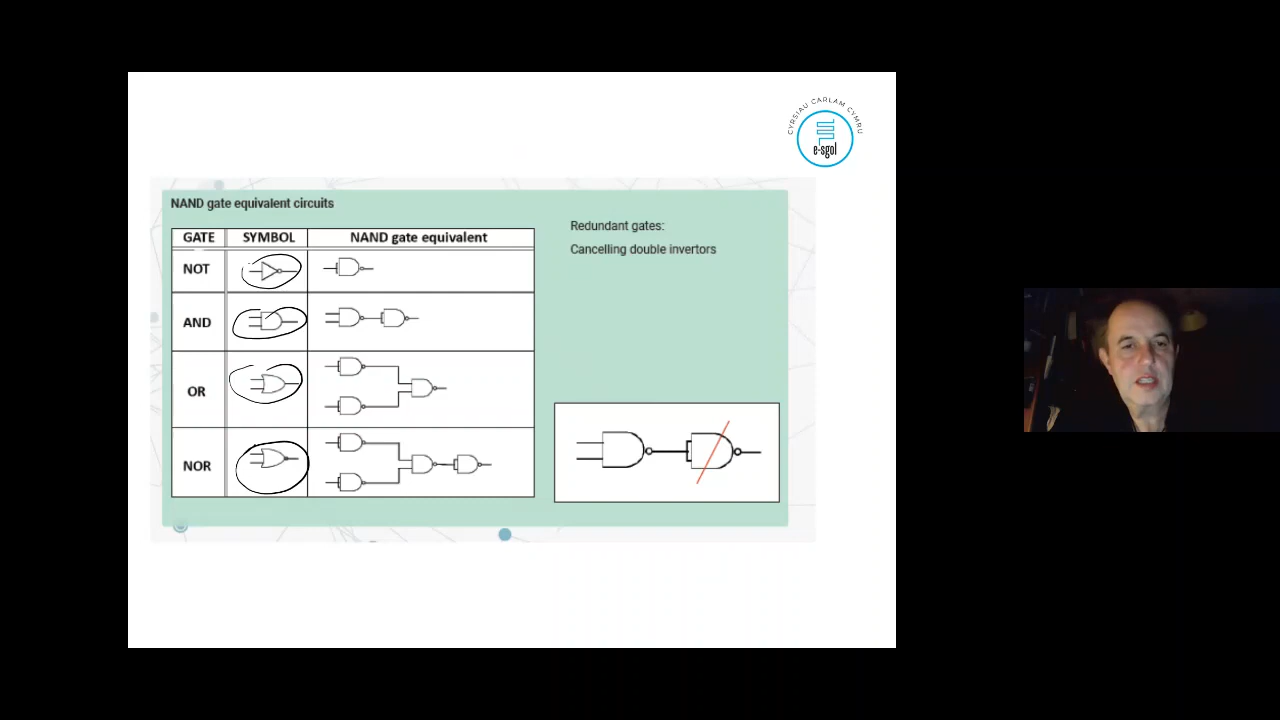 CYRSIAU CARLAM CYMRU
e-sgol
NAND gate equivalent circuits
GATE SYMBOL NAND gate equivalent
NOT
AND
OR
NOR
Redundant gates:
Cancelling double invertors